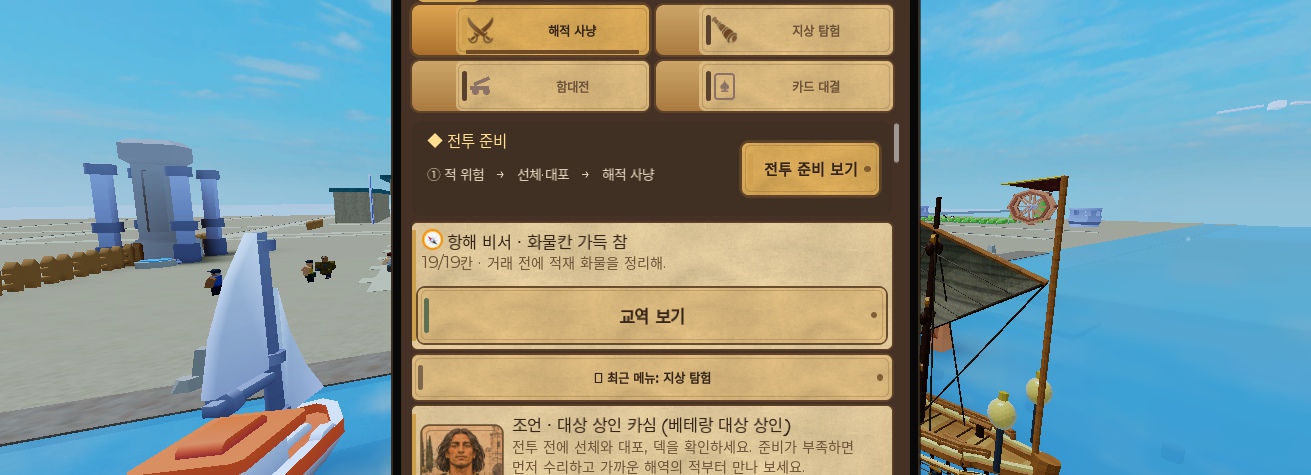 해적 사냥
지상 탐험
함대전
카드 대결
◆ 전투 준비
① 적 위험 → 선체·대포 → 해적 사냥
전투 준비 보기
항해 비서 · 화물칸 가득 참
19/19칸 · 거래 전에 적재 화물을 정리해.
교역 보기
최근 메뉴: 지상 탐험
조언 · 대상 상인 카심 (베테랑 대상 상인)
전투 전에 선체와 대포, 덱을 확인하세요. 준비가 부족하면
먼저 수리하고 가까운 해역의 적부터 만나 보세요.